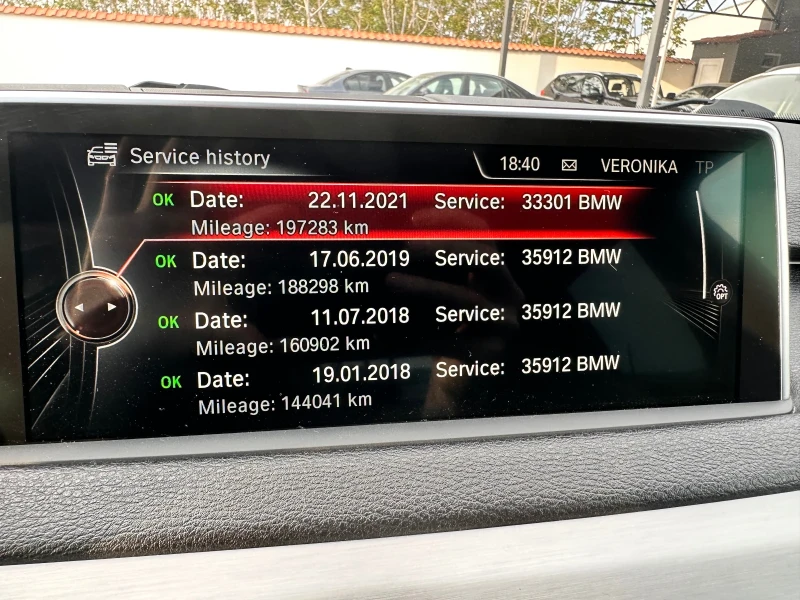 Service history 18:40 VERONIKA TP
OK Date: 22.11.2021 Service: 33301 BMW
Mileage: 197283 km
OK Date: 17.06.2019 Service: 35912 BMW
Mileage: 188298 km
OK Date: 11.07.2018 Service: 35912 BMW
Mileage: 160902 km
OK Date: 19.01.2018 Service: 35912 BMW
Mileage: 144041 km
OPT